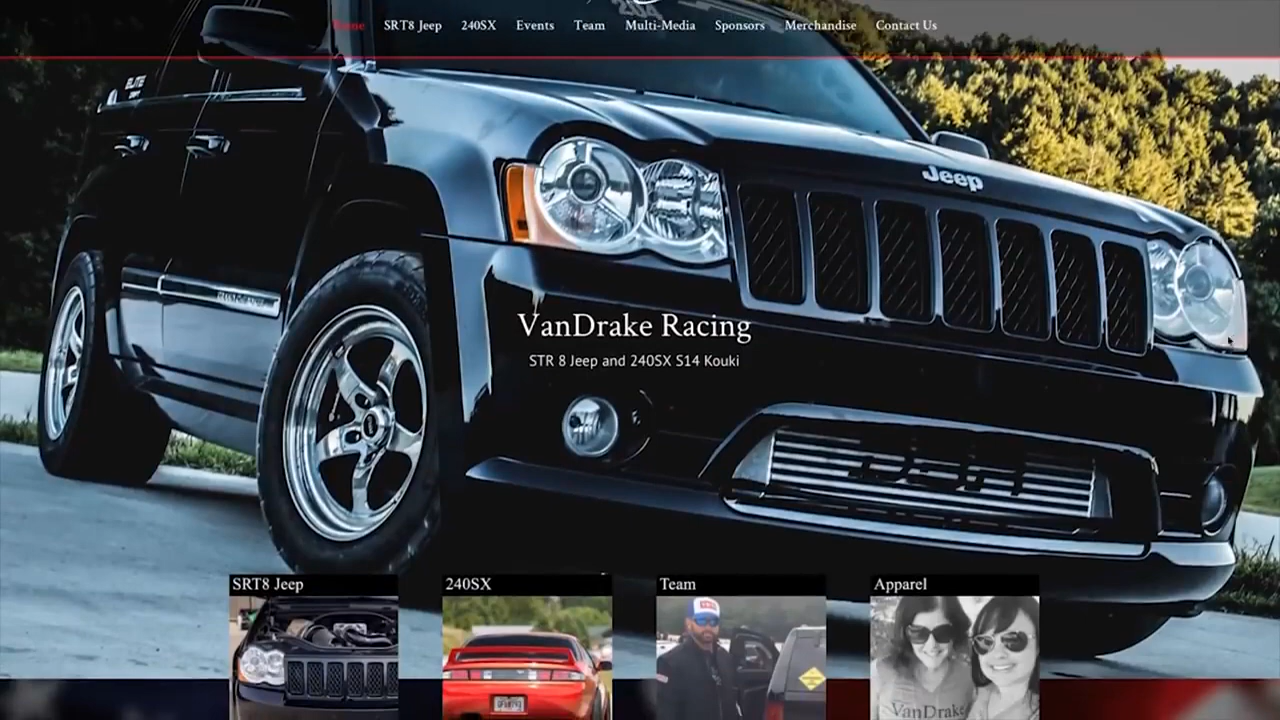 Home SRT8 Jeep 240SX Events Team Multi-Media Sponsors Merchandise Contact Us
Jeep
VanDrake Racing
STR 8 Jeep and 240SX S14 Kouki
SRT8 Jeep 240SX Team Apparel
VanDrake